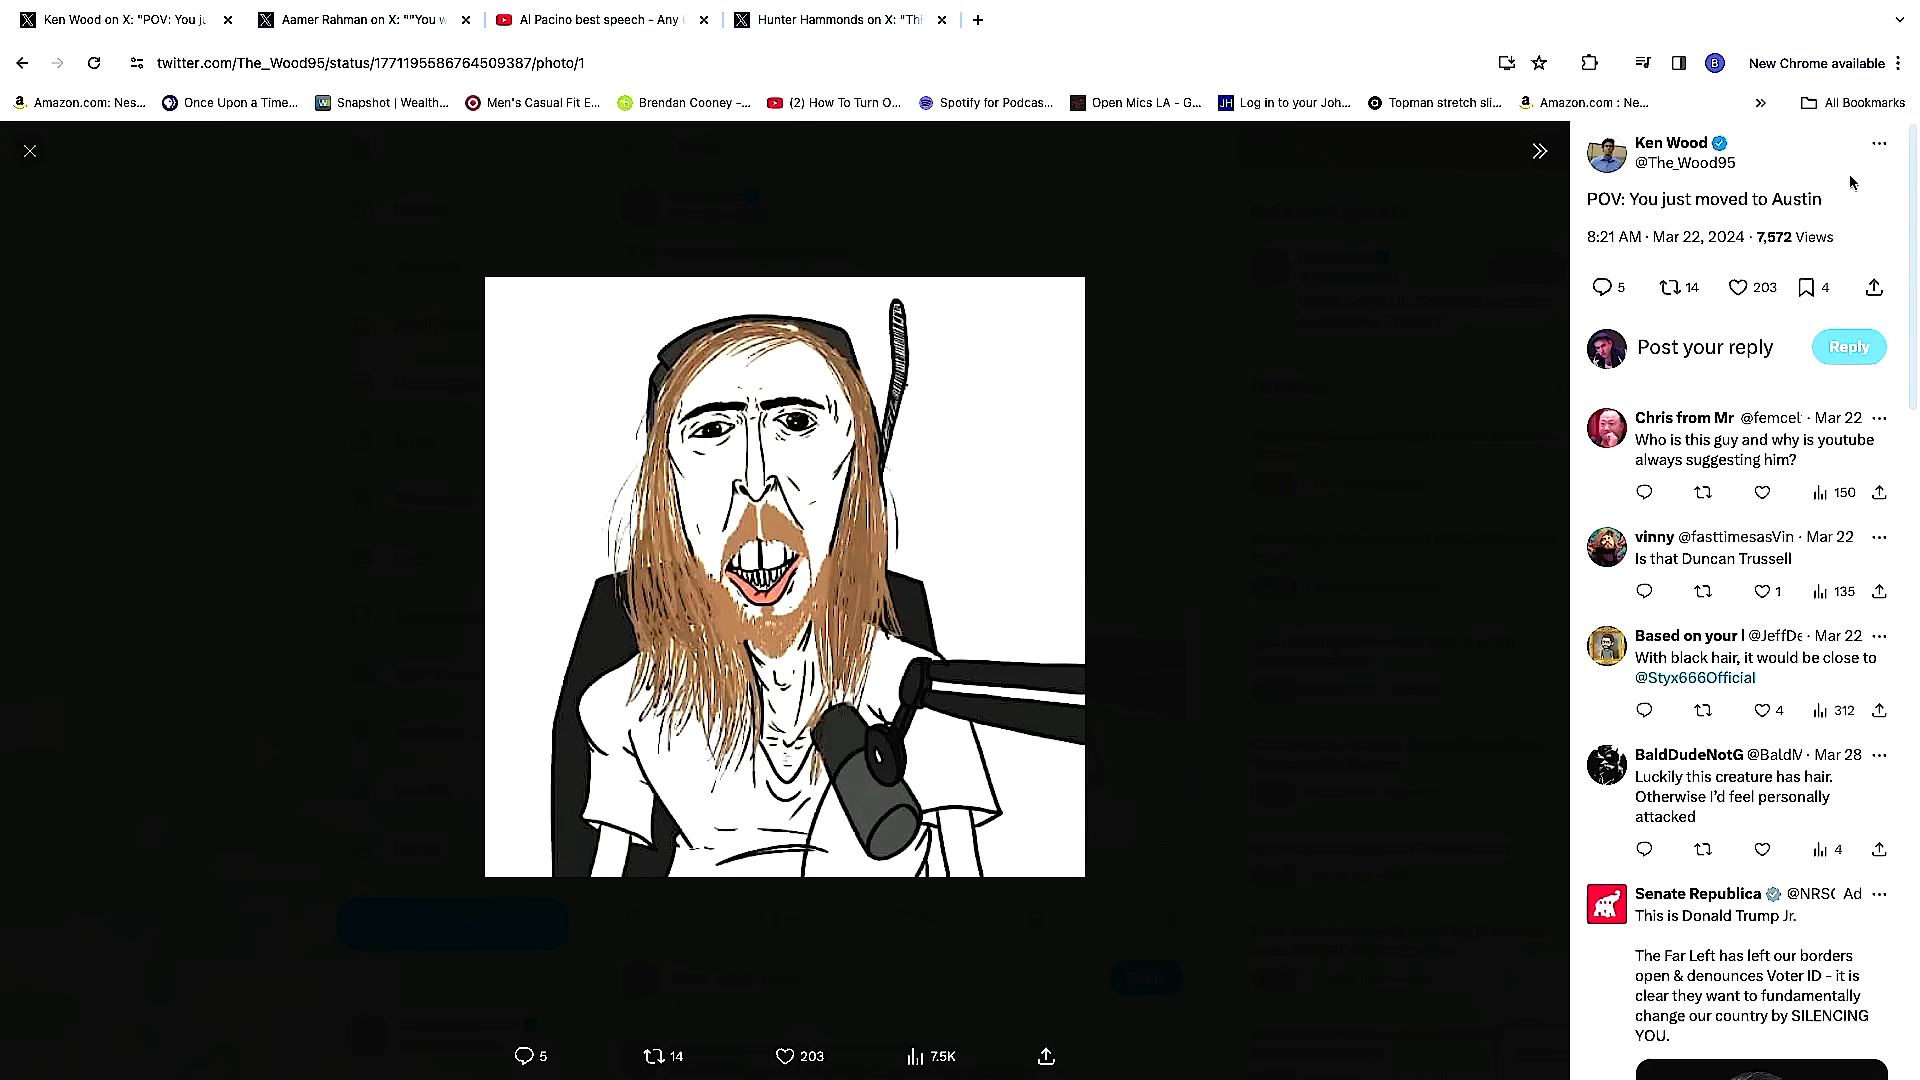 Ken Wood on X: "POV: You ju
Aamer Rahman on X: ""You w
Al Pacino best speech - Any
Hunter Hammonds on X: "Thi
twitter.com/The_Wood95/status/1771195586764509387/photo/1
New Chrome available
Amazon.com: Nes...
Once Upon a Time...
Snapshot | Wealth...
Men's Casual Fit E...
Brendan Cooney -...
(2) How To Turn O...
Spotify for Podcas...
Open Mics LA - G...
Log in to your Joh...
Topman stretch sli...
Amazon.com : Ne...
All Bookmarks
Ken Wood
@The_Wood95
POV: You just moved to Austin
8:21 AM · Mar 22, 2024 · 7,572 Views
5 14 203 4
Post your reply
Reply
Chris from Mr @femcel · Mar 22
Who is this guy and why is youtube
always suggesting him?
150
vinny @fasttimesasVin · Mar 22
Is that Duncan Trussell
1 135
Based on your l @JeffDe · Mar 22
With black hair, it would be close to
@Styx666Official
4 312
BaldDudeNotG @BaldM · Mar 28
Luckily this creature has hair.
Otherwise I'd feel personally
attacked
4
Senate Republica @NRSC Ad
This is Donald Trump Jr.
The Far Left has left our borders
open & denounces Voter ID - it is
clear they want to fundamentally
change our country by SILENCING
YOU.
5 14 203 7.5K